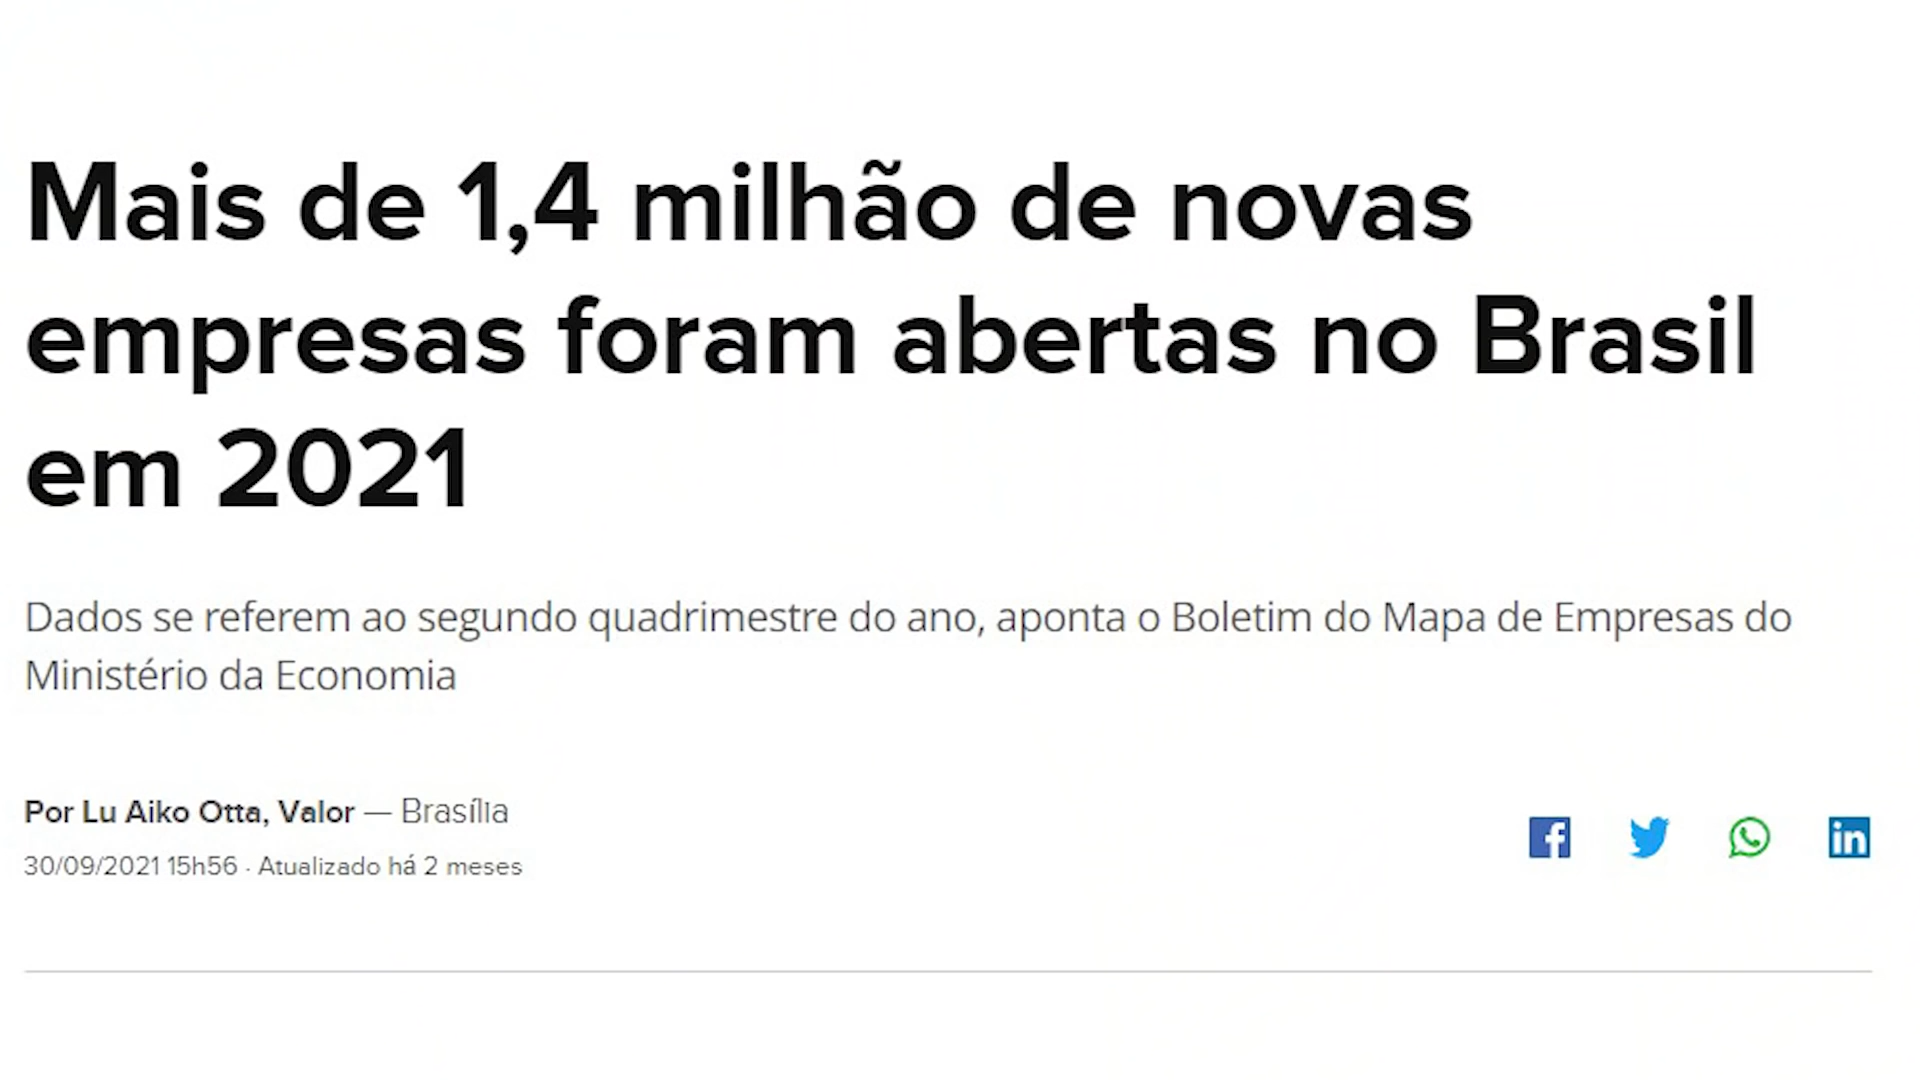 Mais de 1,4 milhão de novas
empresas foram abertas no Brasil
em 2021
Dados se referem ao segundo quadrimestre do ano, aponta o Boletim do Mapa de Empresas do
Ministério da Economia
Por Lu Aiko Otta, Valor — Brasília
30/09/2021 15h56 · Atualizado há 2 meses